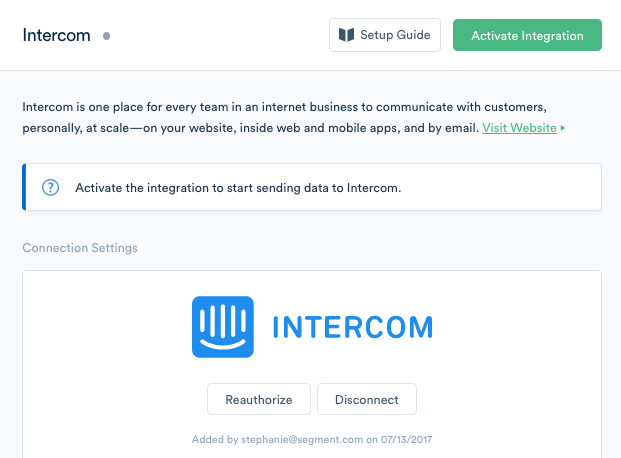 Intercom
Setup Guide
Activate Integration
Intercom is one place for every team in an internet business to communicate with customers,
personally, at scale—on your website, inside web and mobile apps, and by email. Visit Website
Activate the integration to start sending data to Intercom.
Connection Settings
INTERCOM
Reauthorize
Disconnect
Added by stephanie@segment.com on 07/13/2017